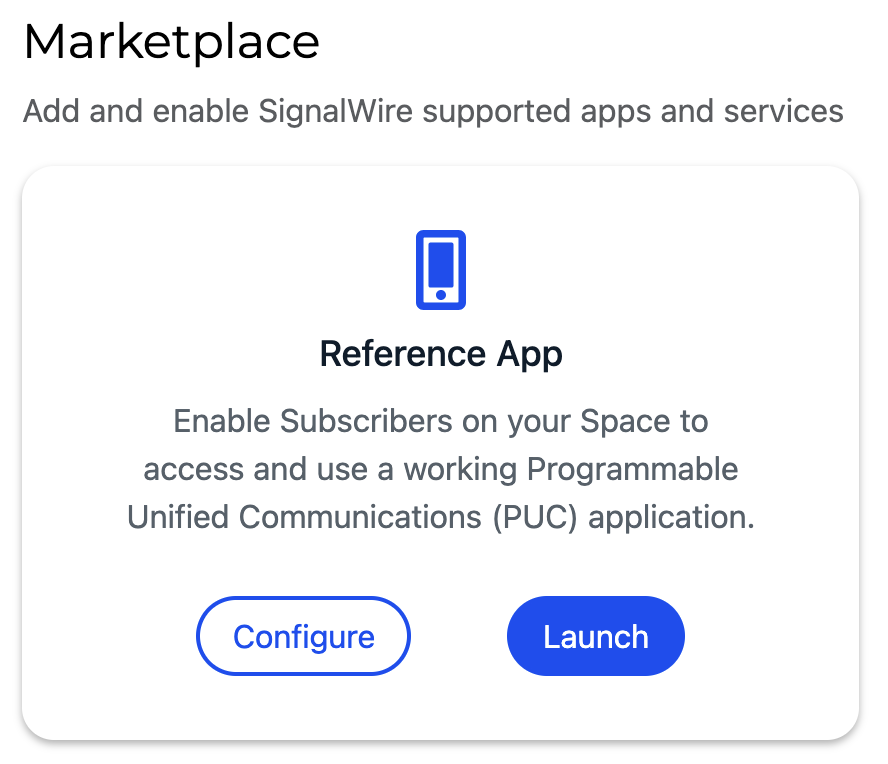 Marketplace
Add and enable SignalWire supported apps and services
Reference App
Enable Subscribers on your Space to
access and use a working Programmable
Unified Communications (PUC) application.
Configure
Launch